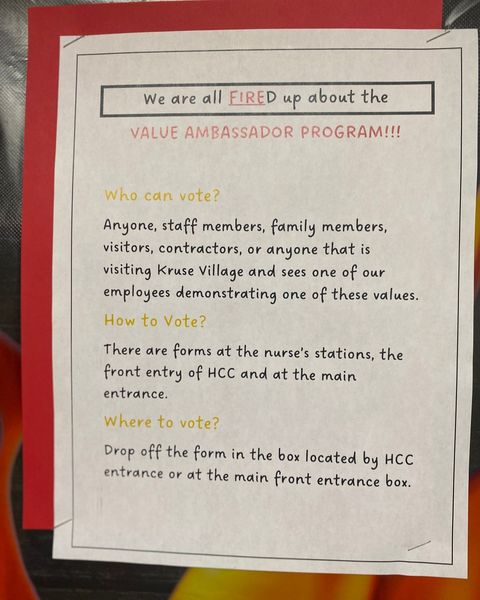 We are all FIRED up about the
VALUE AMBASSADOR PROGRAM!!!
Who can vote?
Anyone, staff members, family members,
visitors, contractors, or anyone that is
visiting Kruse Village and sees one of our
employees demonstrating one of these values.
How to Vote?
There are forms at the nurse's stations, the
front entry of HCC and at the main
entrance.
Where to vote?
Drop off the form in the box located by HCC
entrance or at the main front entrance box.